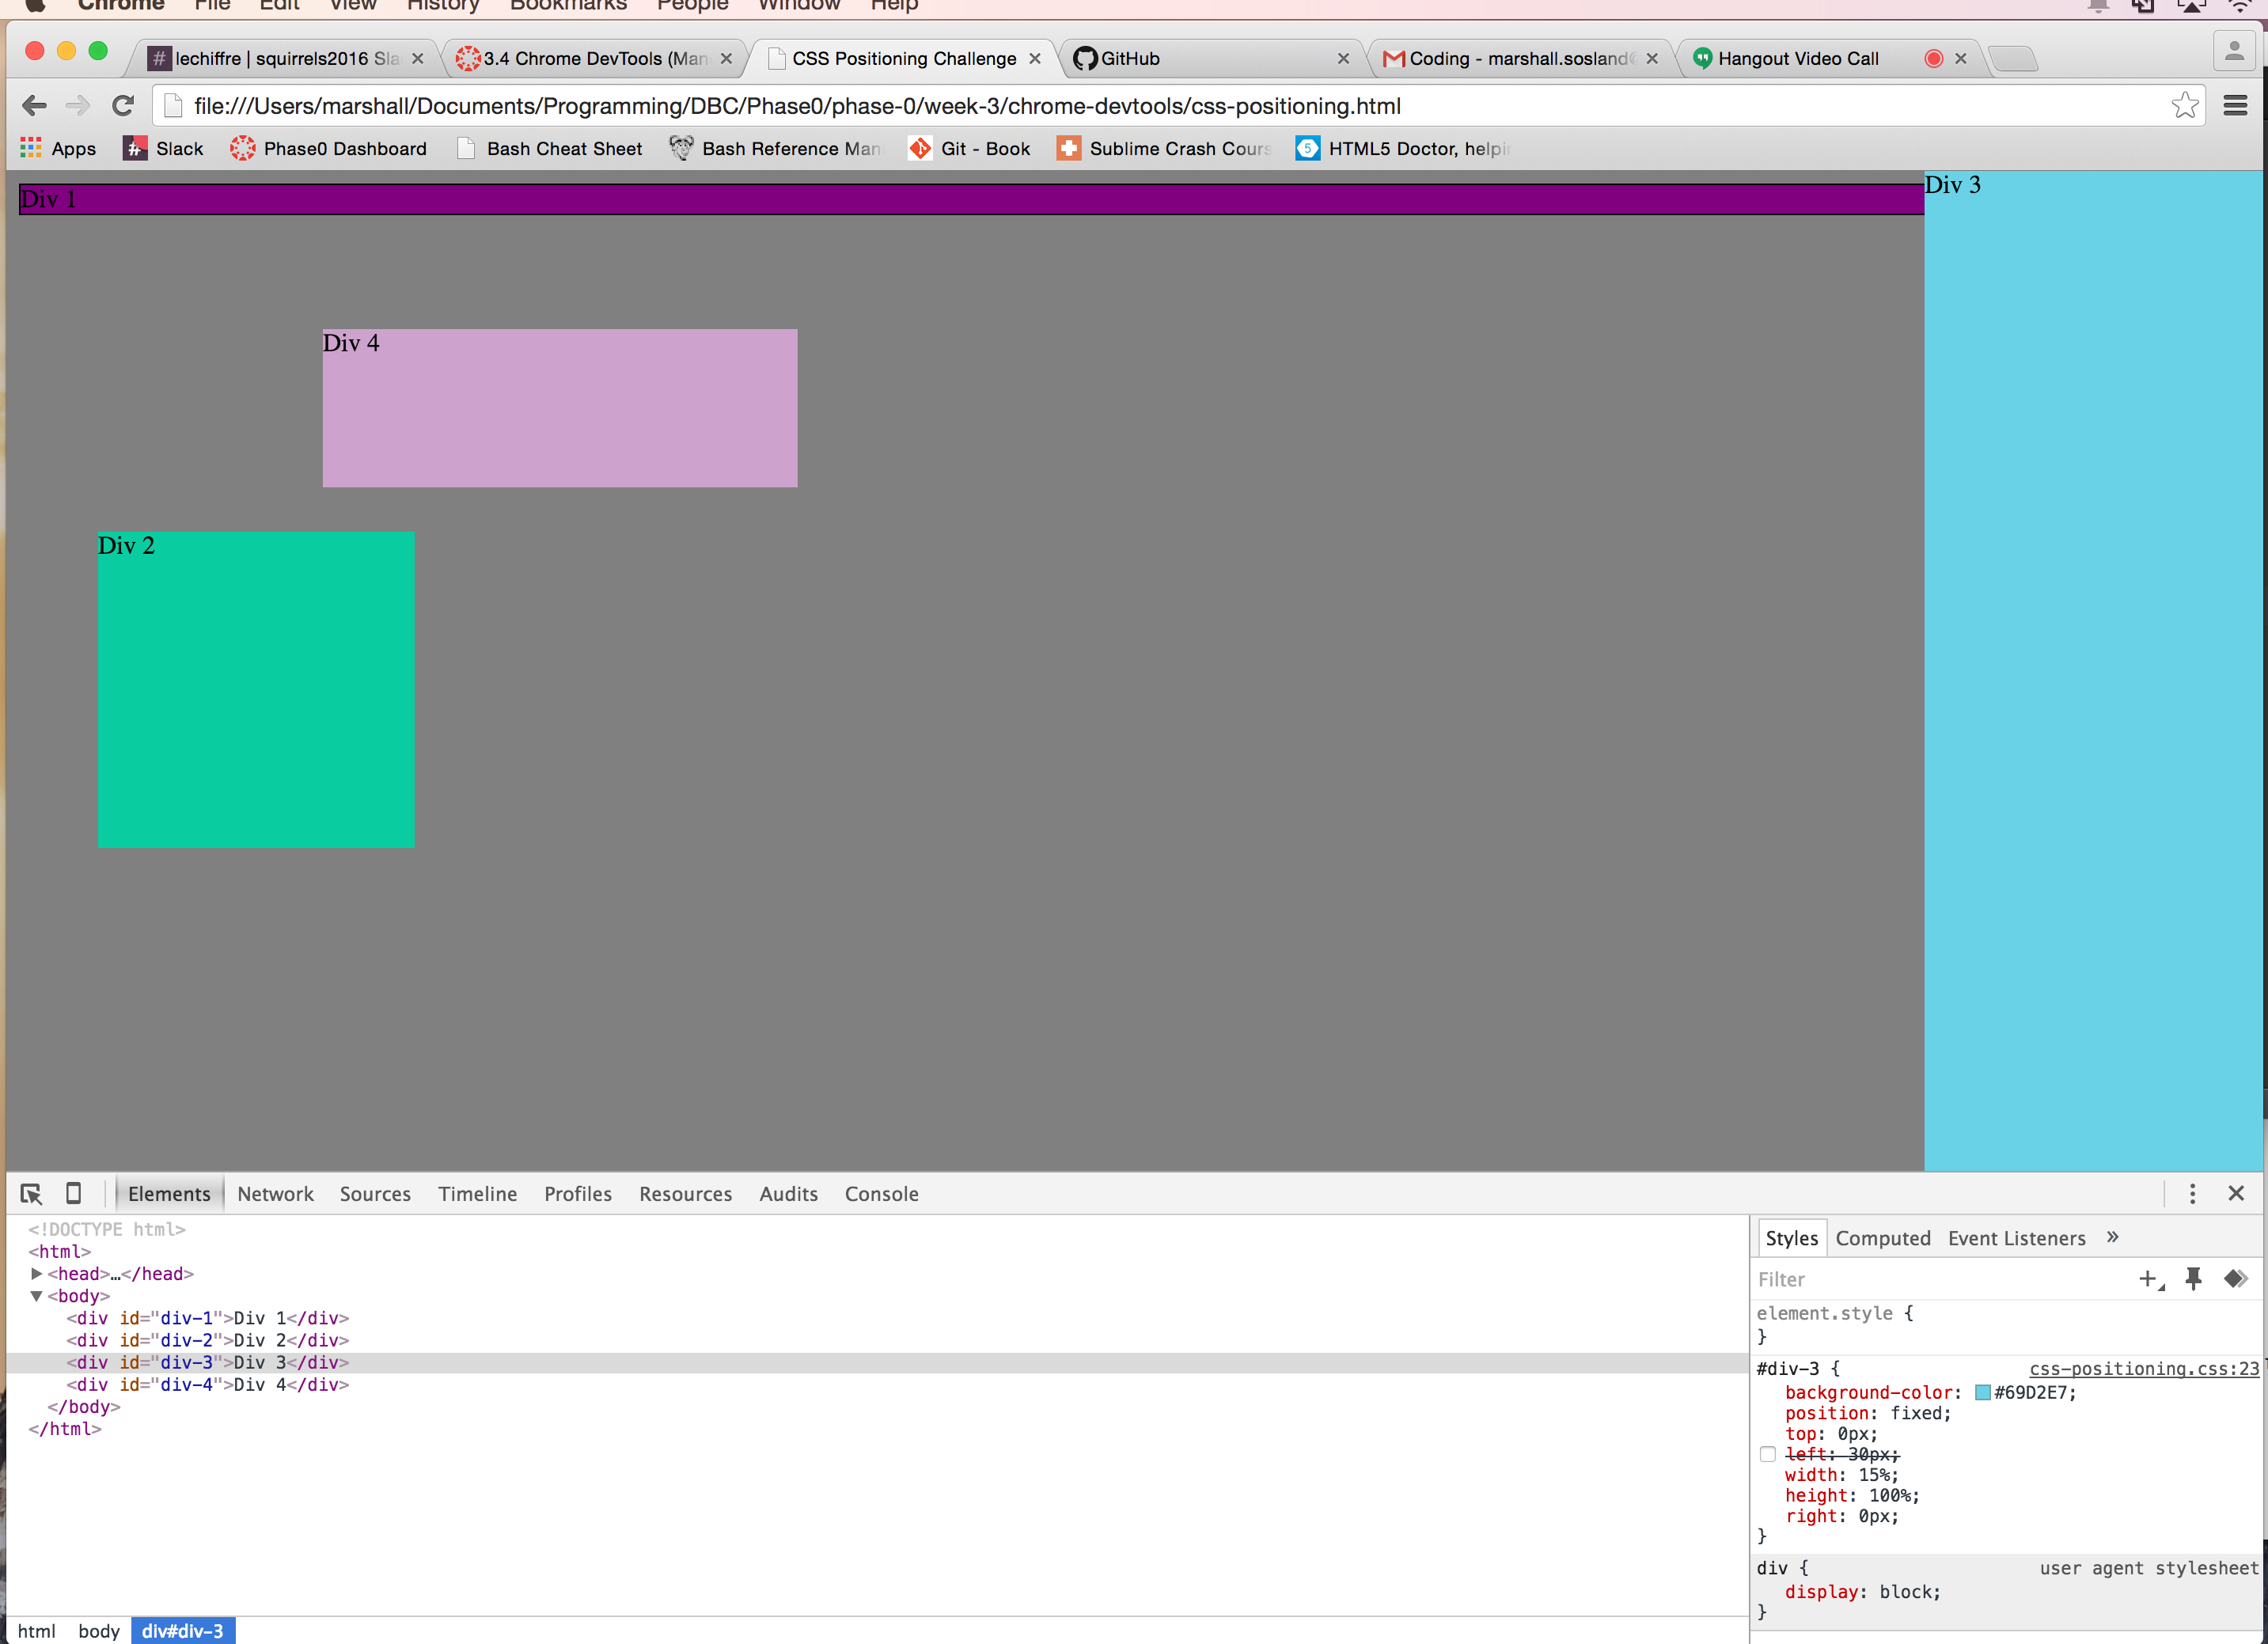 Chrome File Edit View History Bookmarks People Window Help
lechiffre | squirrels2016 Sla 3.4 Chrome DevTools (Man CSS Positioning Challenge GitHub Coding - marshall.sosland@ Hangout Video Call
file:///Users/marshall/Documents/Programming/DBC/Phase0/phase-0/week-3/chrome-devtools/css-positioning.html
Apps Slack Phase0 Dashboard Bash Cheat Sheet Bash Reference Man Git - Book Sublime Crash Cours HTML5 Doctor, helpi
Div 1
Div 3
Div 4
Div 2
Elements Network Sources Timeline Profiles Resources Audits Console
<!DOCTYPE html>
<html>
<head>…</head>
<body>
<div id="div-1">Div 1</div>
<div id="div-2">Div 2</div>
<div id="div-3">Div 3</div>
<div id="div-4">Div 4</div>
</body>
</html>
html body div#div-3
Styles Computed Event Listeners »
Filter
element.style {
}
#div-3 { css-positioning.css:23
background-color: #69D2E7;
position: fixed;
top: 0px;
left: 30px;
width: 15%;
height: 100%;
right: 0px;
}
div { user agent stylesheet
display: block;
}